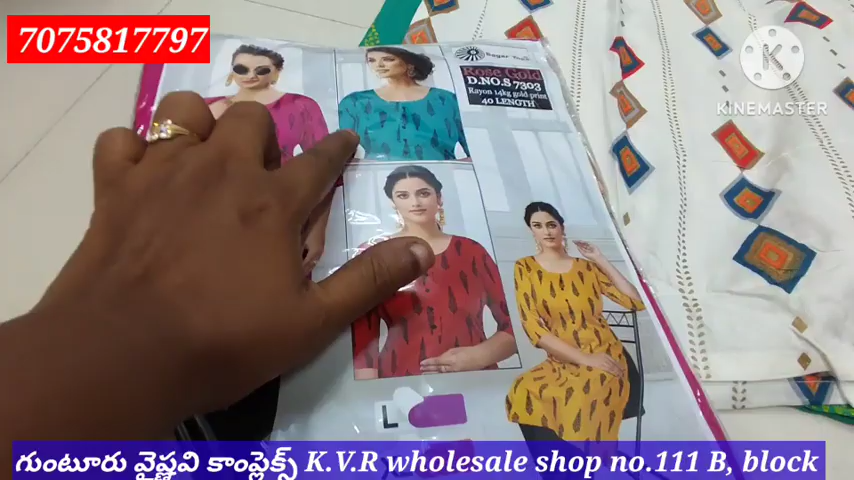 7075817797
Rose Gold
D.NO.S 7303
Rayon 14kg gold print
40 LENGTH
KINEMASTER
L
గుంటూరు వైష్ణవి కాంప్లెక్స్ K.V.R wholesale shop no.111 B, block